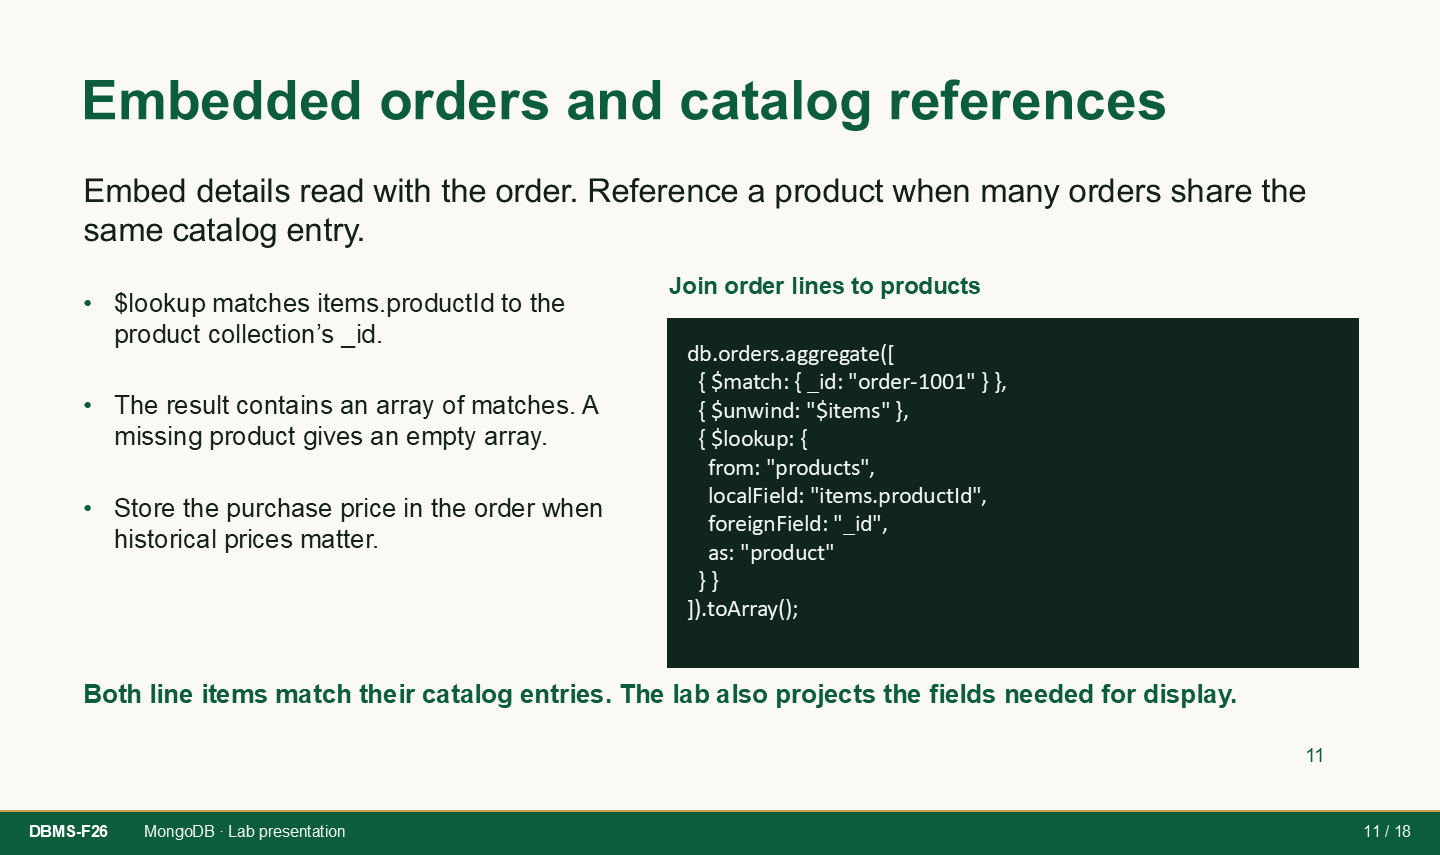 Embedded orders and catalog references
Embed details read with the order. Reference a product when many orders share the
same catalog entry.
• $lookup matches items.productId to the
product collection’s _id.
• The result contains an array of matches. A
missing product gives an empty array.
• Store the purchase price in the order when
historical prices matter.
Join order lines to products
db.orders.aggregate([
  { $match: { _id: "order-1001" } },
  { $unwind: "$items" },
  { $lookup: {
    from: "products",
    localField: "items.productId",
    foreignField: "_id",
    as: "product"
  } }
]).toArray();
Both line items match their catalog entries. The lab also projects the fields needed for display.
11
DBMS-F26 MongoDB · Lab presentation 11 / 18